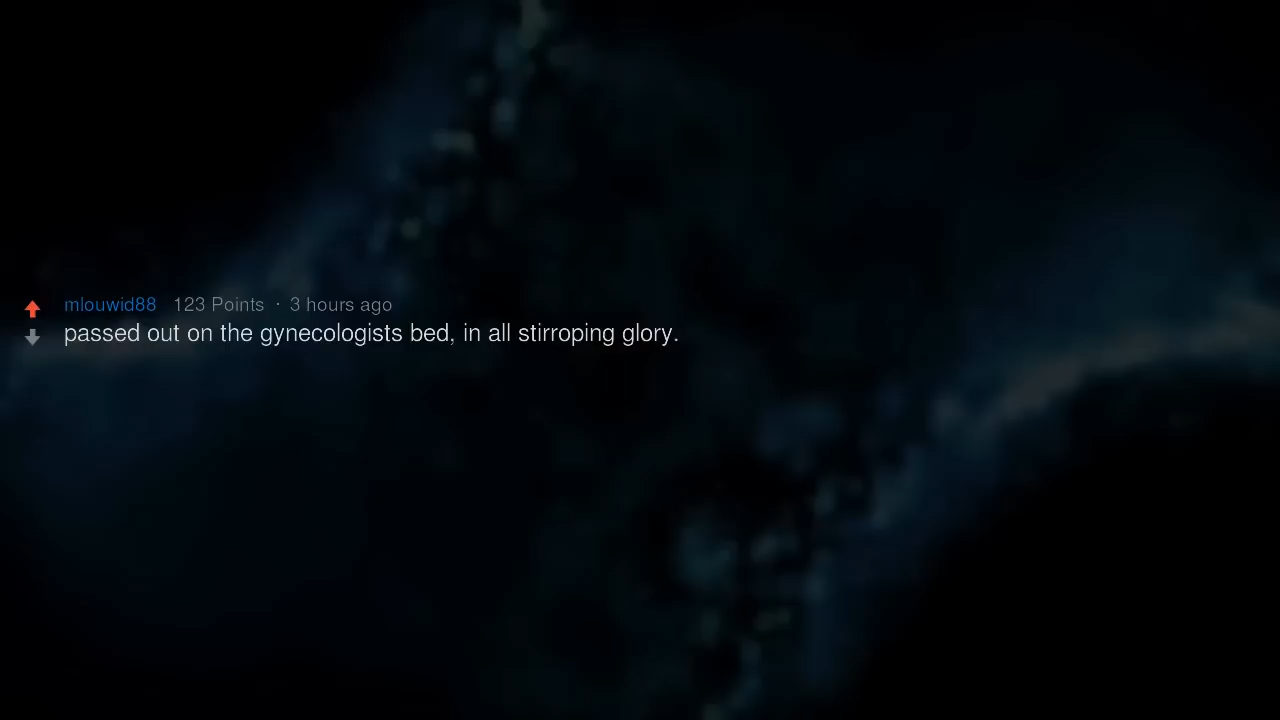 mlouwid88 123 Points · 3 hours ago
passed out on the gynecologists bed, in all stirroping glory.